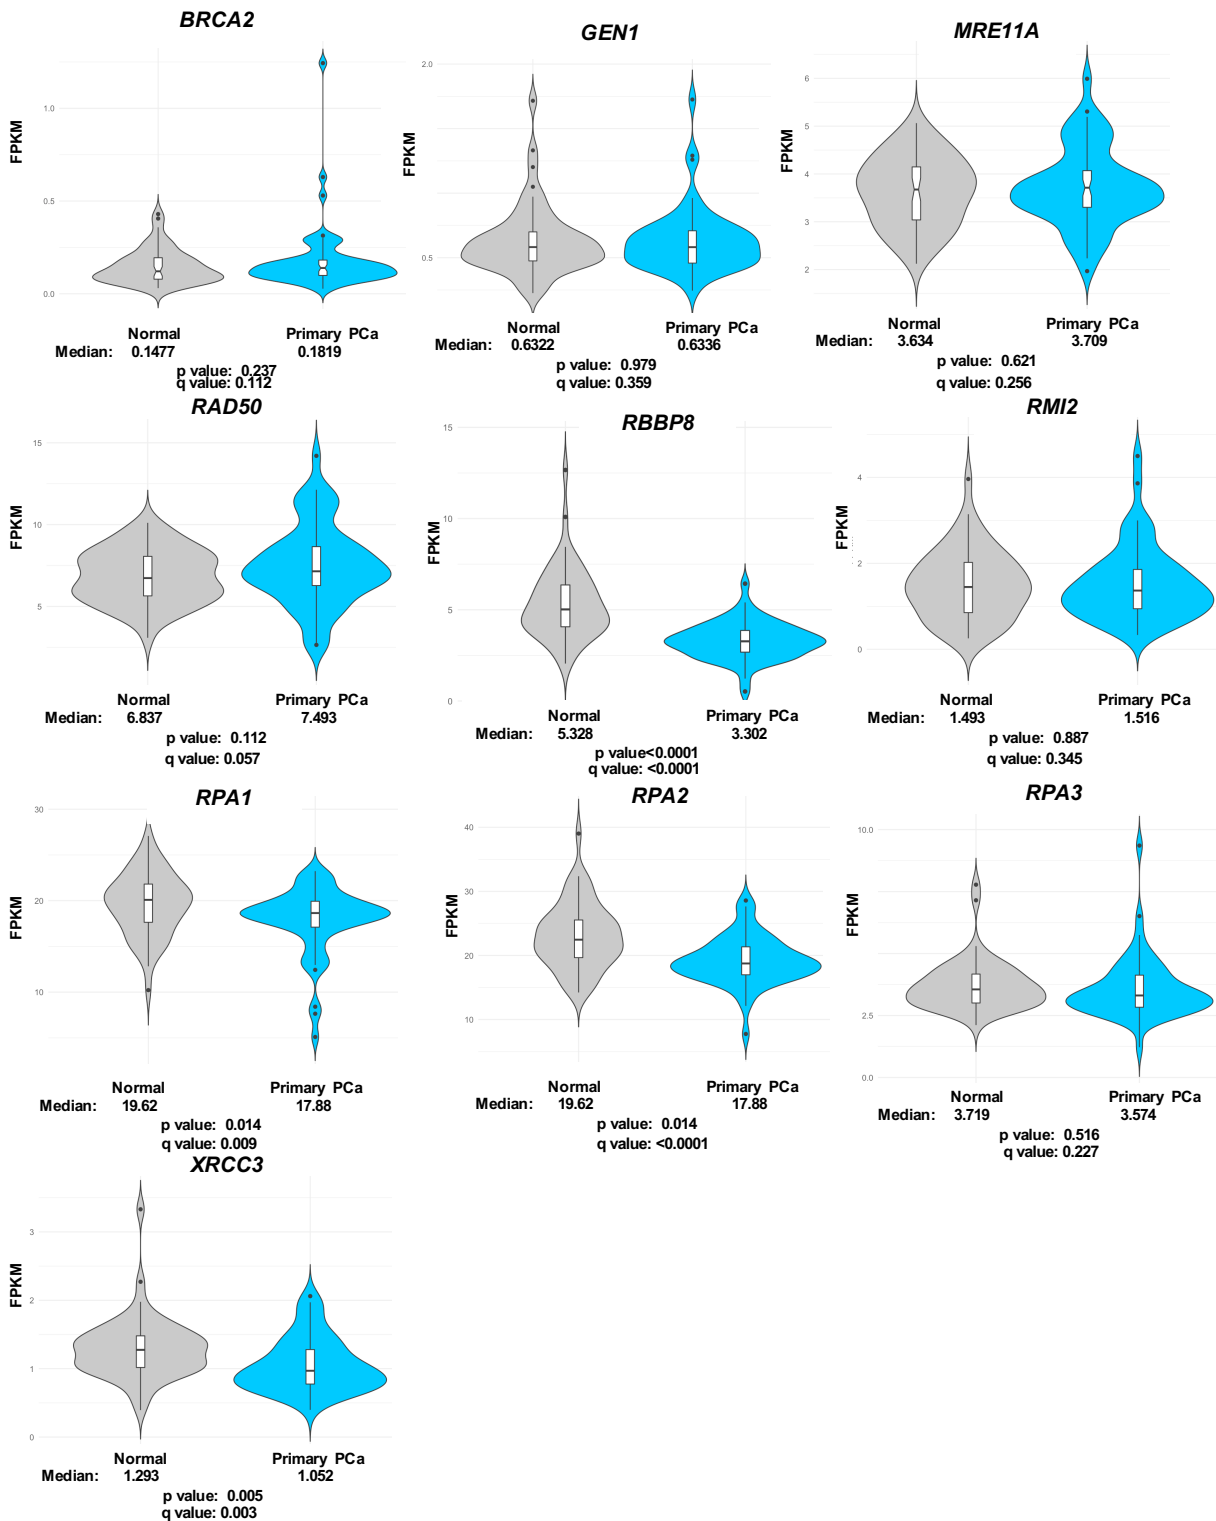 BRCA2
FPKM
1.0
0.5
0.0
Normal Primary PCa
Median: 0.1477 0.1819
p value: 0.237
q value: 0.112
GEN1
FPKM
2.0
0.5
Normal Primary PCa
0.6322 0.6336
p value: 0.979
q value: 0.359
MRE11A
FPKM
6
5
4
3
2
Normal Primary PCa
Median: 3.634 3.709
p value: 0.621
q value: 0.256
RAD50
FPKM
15
10
5
Normal Primary PCa
Median: 6.837 7.493
p value: 0.112
q value: 0.057
RBBP8
FPKM
15
10
5
0
Normal Primary PCa
Median: 5.328 3.302
p value<0.0001
q value: <0.0001
RMI2
FPKM
4
2
0
Normal Primary PCa
Median: 1.493 1.516
p value: 0.887
q value: 0.345
RPA1
FPKM
30
20
10
Normal Primary PCa
Median: 19.62 17.88
p value: 0.014
q value: 0.009
RPA2
FPKM
40
30
20
10
Normal Primary PCa
Median: 19.62 17.88
p value: 0.014
q value: <0.0001
RPA3
FPKM
10.0
2.5
0.0
Normal Primary PCa
Median: 3.719 3.574
p value: 0.516
q value: 0.227
XRCC3
FPKM
3
2
1
0
Normal Primary PCa
Median: 1.293 1.052
p value: 0.005
q value: 0.003